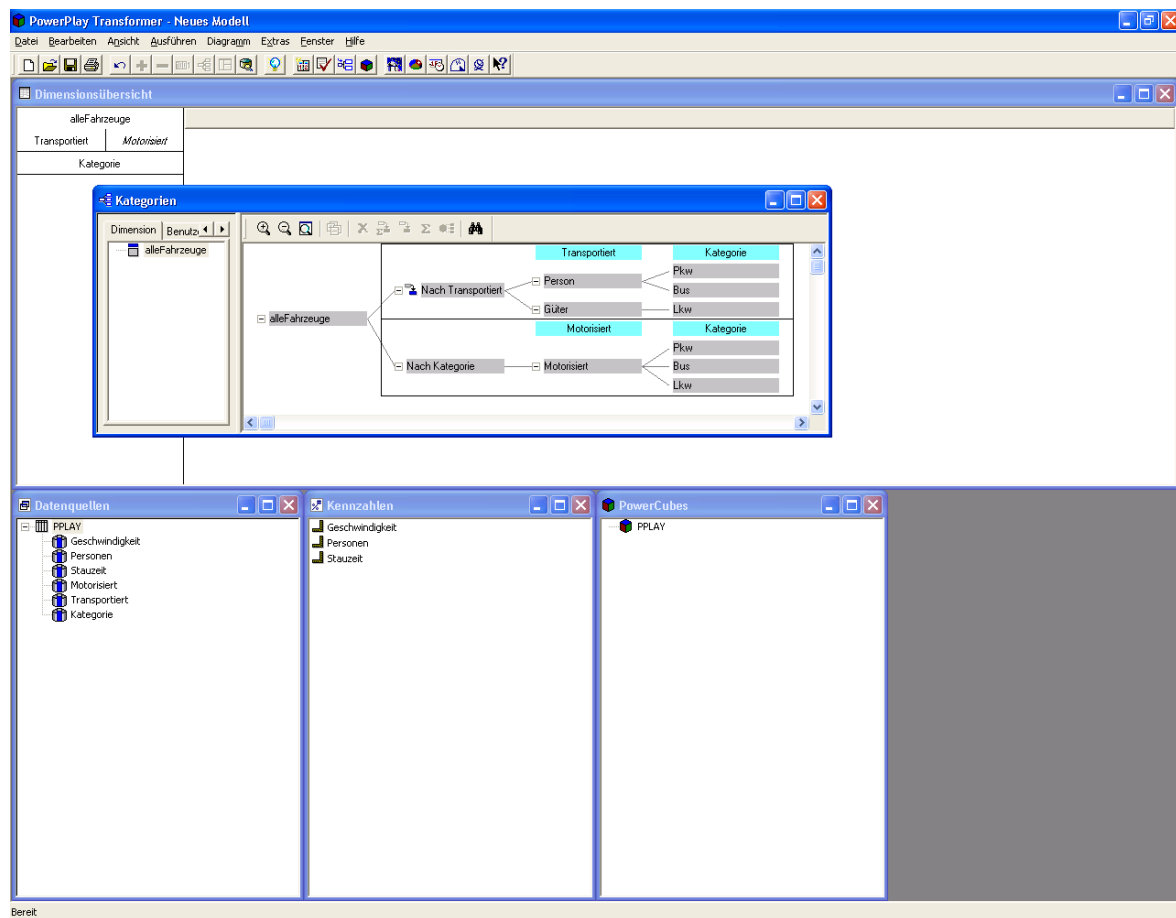 PowerPlay Transformer - Neues Modell
Datei Bearbeiten Ansicht Ausführen Diagramm Extras Fenster Hilfe
Dimensionsübersicht
alleFahrzeuge
Transportiert Motorisiert
Kategorie
Kategorien
Dimension Benutz
alleFahrzeuge
Transportiert Kategorie
Pkw
Person
Nach Transportiert
Bus
Güter Lkw
alleFahrzeuge
Motorisiert Kategorie
Pkw
Nach Kategorie Motorisiert Bus
Lkw
Datenquellen
PPLAY
Geschwindigkeit
Personen
Stauzeit
Motorisiert
Transportiert
Kategorie
Kennzahlen
Geschwindigkeit
Personen
Stauzeit
PowerCubes
PPLAY
Bereit